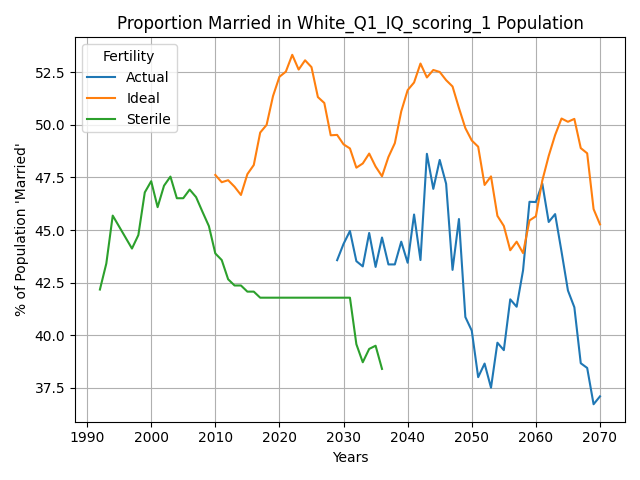 Proportion Married in White_Q1_IQ_scoring_1 Population
Fertility
Actual
Ideal
Sterile
% of Population 'Married'
52.5
50.0
47.5
45.0
42.5
40.0
37.5
1990 2000 2010 2020 2030 2040 2050 2060 2070
Years